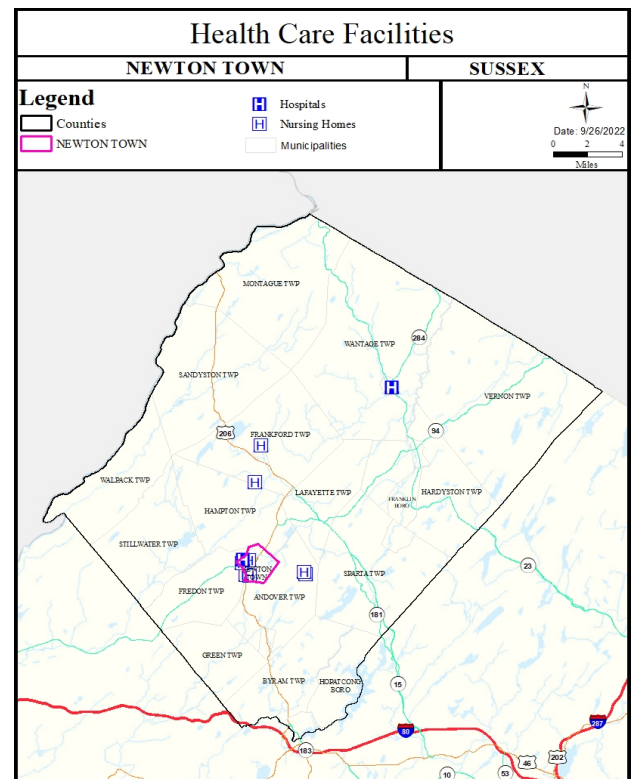 Health Care Facilities
NEWTON TOWN
SUSSEX
Legend
Counties
NEWTON TOWN
H Hospitals
H Nursing Homes
Municipalities
N
Date: 9/26/2022
0 2 4
Miles
MONTAGUE TWP
WANTAGE TWP
284
SANDYSTON TWP
H
VERNON TWP
206
FRANKFORD TWP
94
H
WALPACK TWP
H
LAFAYETTE TWP
HARDYSTON TWP
FRANKLIN
BORO
HAMPTON TWP
STILLWATER TWP
H
NEWTON
TOWN
H
SPARTA TWP
23
FREDON TWP
ANDOVER TWP
181
GREEN TWP
BYRAM TWP
HOPATCONG
BORO
15
80
287
183
46
202
10
53